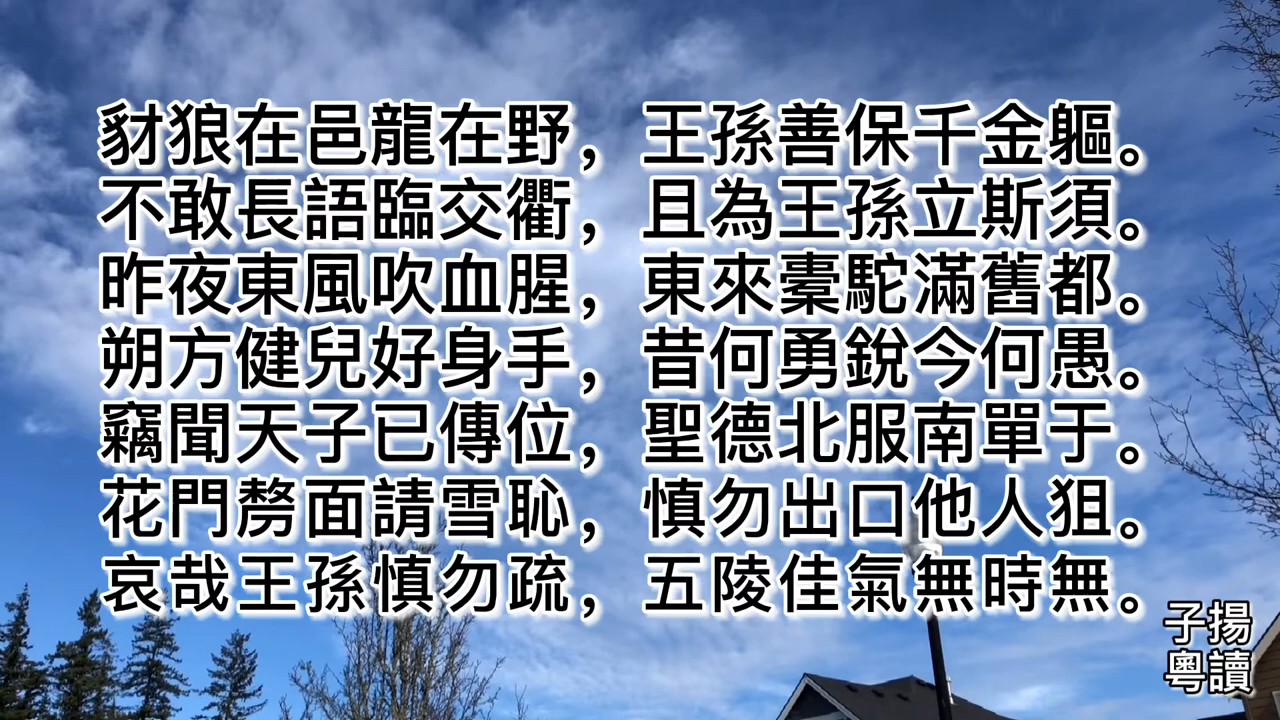 豺狼在邑龍在野，王孫善保千金軀。
不敢長語臨交衢，且為王孫立斯須。
昨夜東風吹血腥，東來橐駝滿舊都。
朔方健兒好身手，昔何勇銳今何愚。
竊聞天子已傳位，聖德北服南單于。
花門剺面請雪恥，慎勿出口他人狙。
哀哉王孫慎勿疏，五陵佳氣無時無。
子揚
粵讀